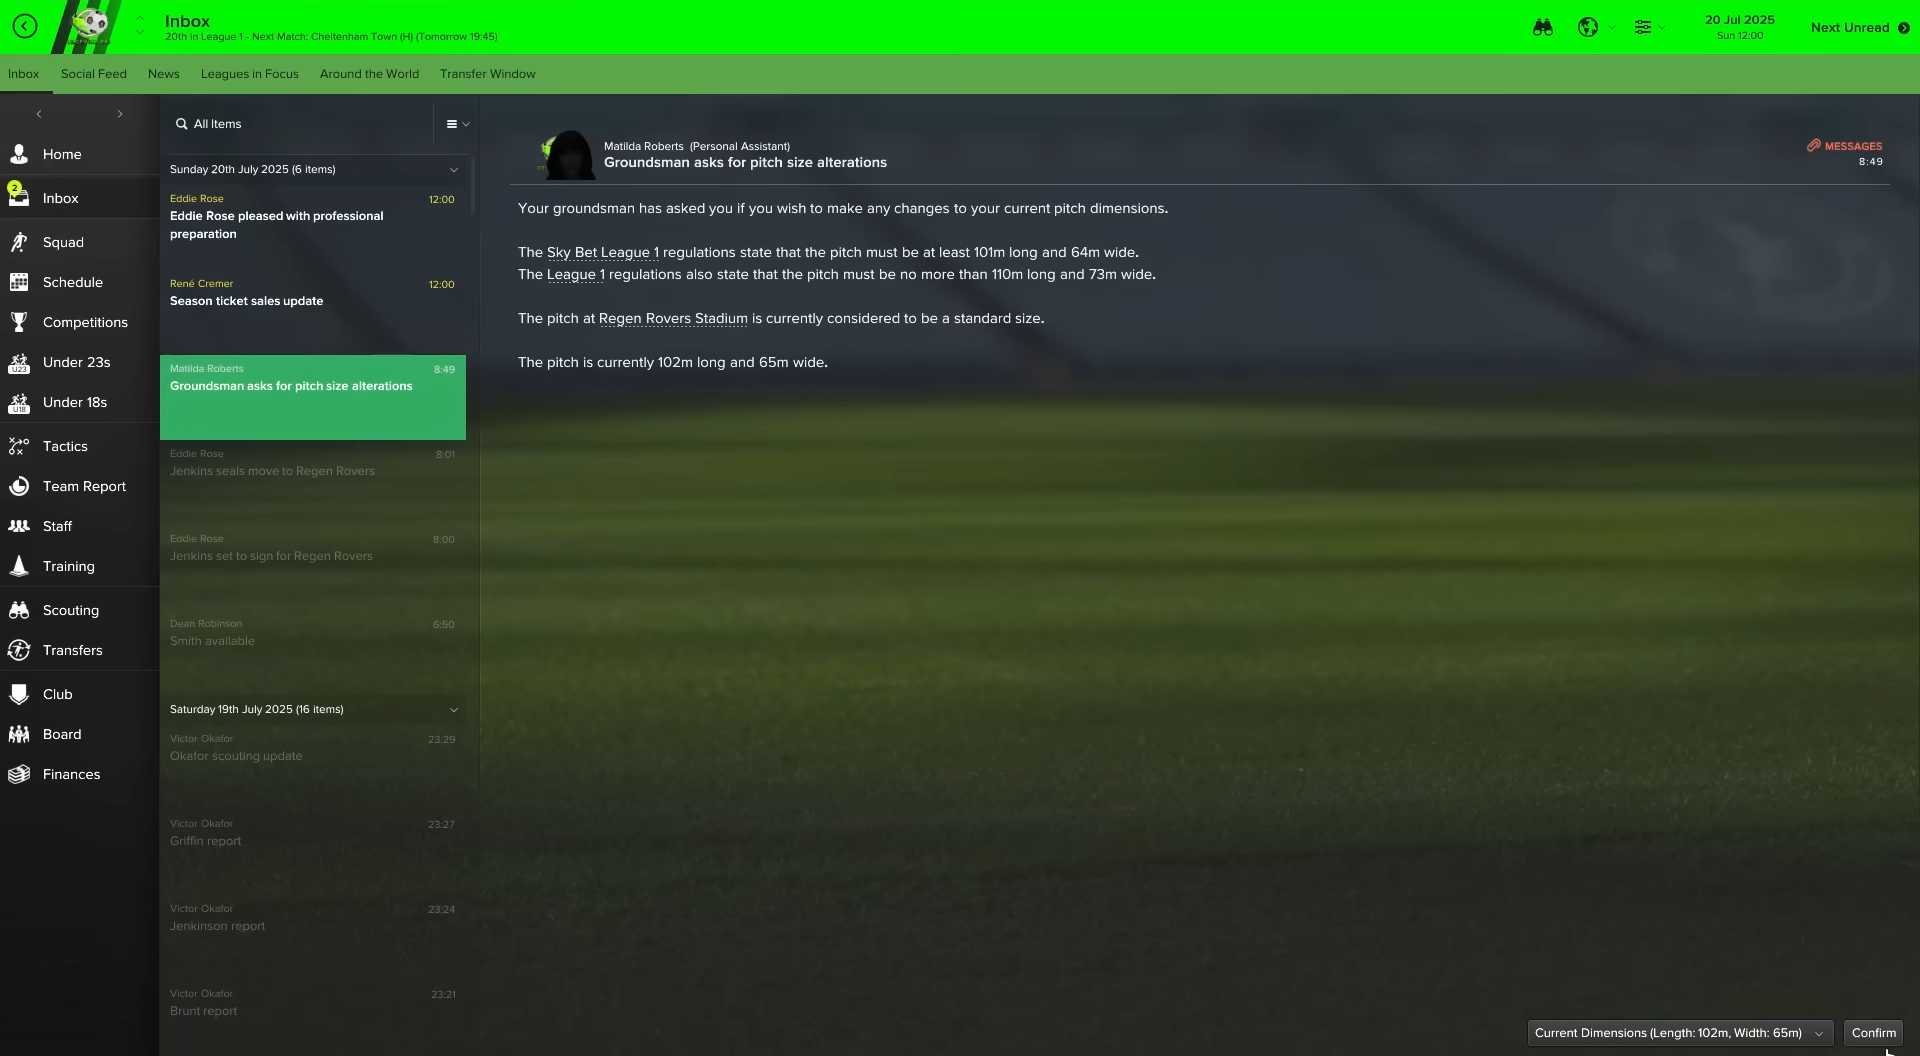 Inbox
20th in League 1 - Next Match: Cheltenham Town (H) (Tomorrow 19:45)
20 Jul 2025
Sun 12:00
Next Unread
Inbox
Social Feed
News
Leagues in Focus
Around the World
Transfer Window
Home
2
Inbox
Squad
Schedule
Competitions
U23
Under 23s
U18
Under 18s
Tactics
Team Report
Staff
Training
Scouting
Transfers
Club
Board
Finances
All Items
Sunday 20th July 2025 (6 items)
Eddie Rose 12:00
Eddie Rose pleased with professional
preparation
René Cremer 12:00
Season ticket sales update
Matilda Roberts 8:49
Groundsman asks for pitch size alterations
Eddie Rose 8:01
Jenkins seals move to Regen Rovers
Eddie Rose 8:00
Jenkins set to sign for Regen Rovers
Dean Robinson 6:50
Smith available
Saturday 19th July 2025 (16 items)
Victor Okafor 23:29
Okafor scouting update
Victor Okafor 23:27
Griffin report
Victor Okafor 23:24
Jenkinson report
Victor Okafor 23:21
Brunt report
Matilda Roberts (Personal Assistant)
Groundsman asks for pitch size alterations
MESSAGES
8:49
Your groundsman has asked you if you wish to make any changes to your current pitch dimensions.
The Sky Bet League 1 regulations state that the pitch must be at least 101m long and 64m wide.
The League 1 regulations also state that the pitch must be no more than 110m long and 73m wide.
The pitch at Regen Rovers Stadium is currently considered to be a standard size.
The pitch is currently 102m long and 65m wide.
Current Dimensions (Length: 102m, Width: 65m)
Confirm